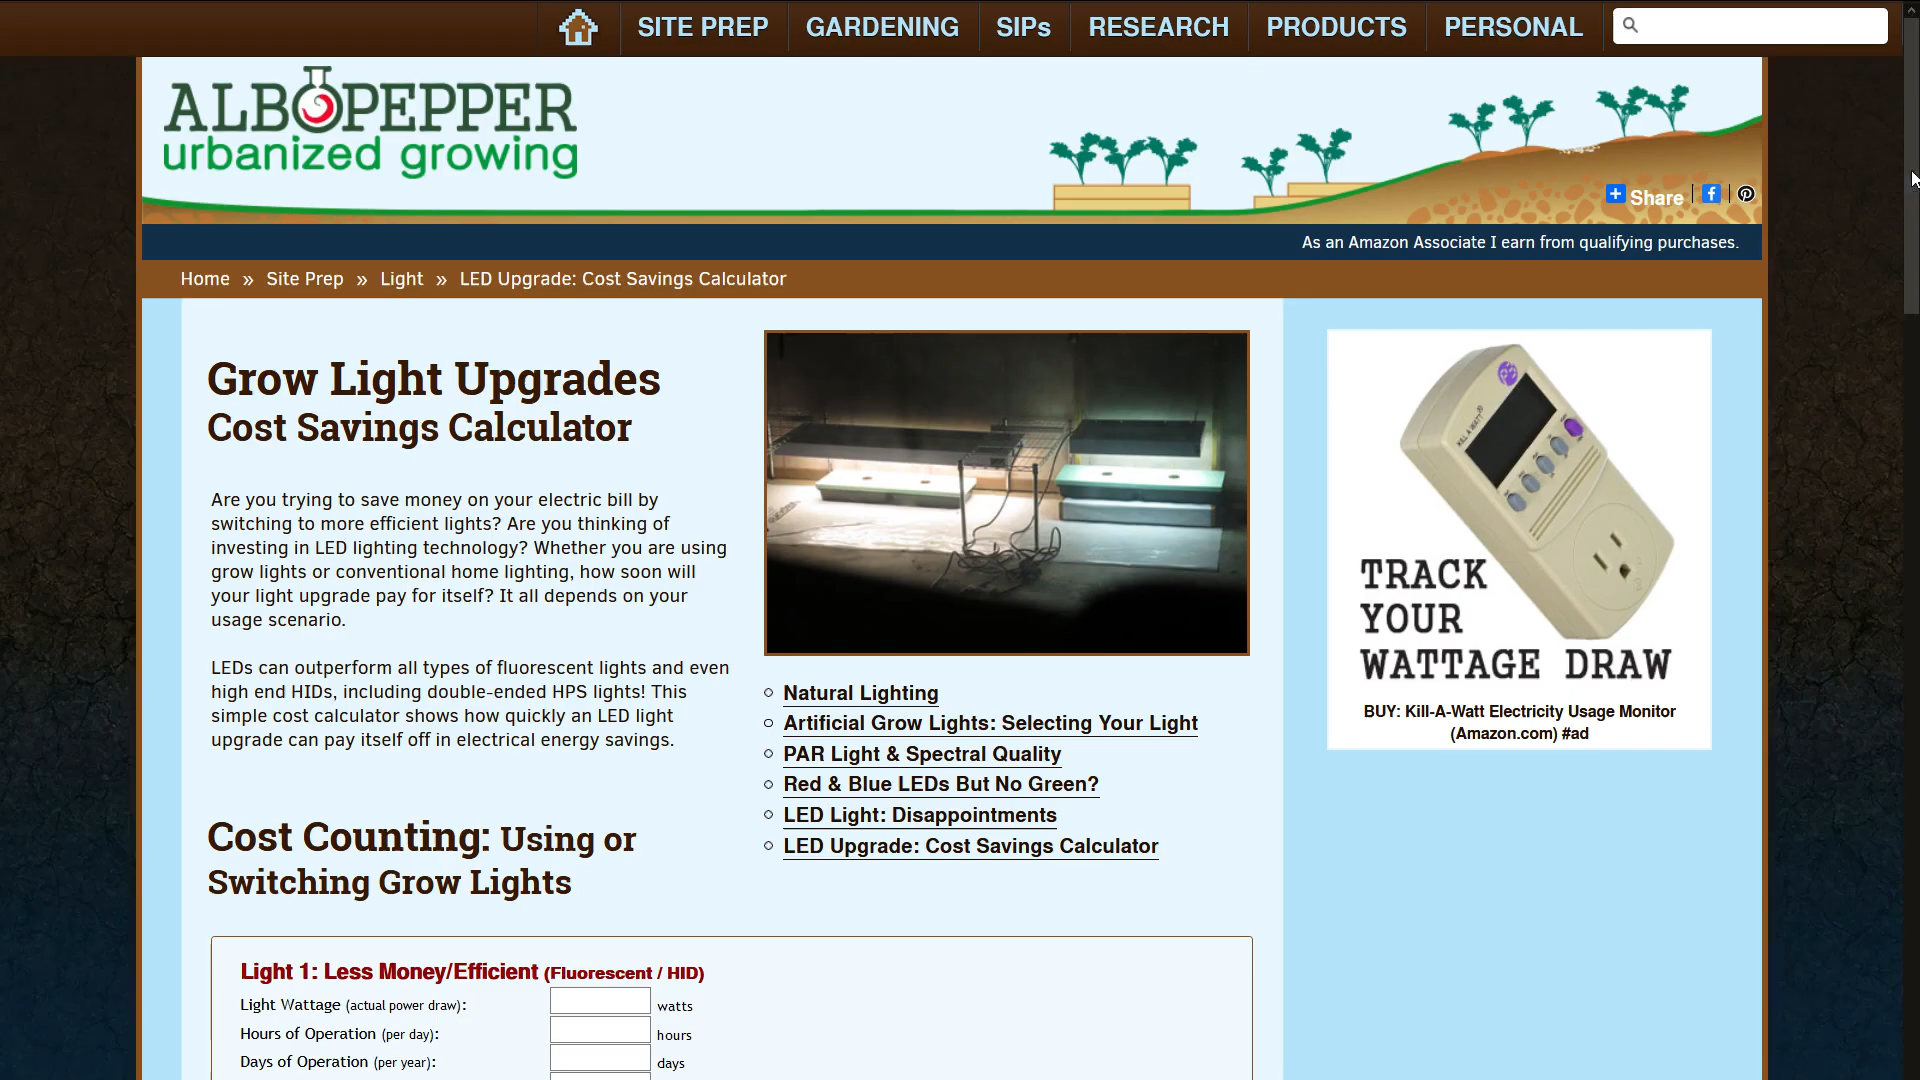 SITE PREP GARDENING SIPs RESEARCH PRODUCTS PERSONAL
ALBOPEPPER
urbanized growing
Share
As an Amazon Associate I earn from qualifying purchases.
Home » Site Prep » Light » LED Upgrade: Cost Savings Calculator
Grow Light Upgrades
Cost Savings Calculator
Are you trying to save money on your electric bill by
switching to more efficient lights? Are you thinking of
investing in LED lighting technology? Whether you are using
grow lights or conventional home lighting, how soon will
your light upgrade pay for itself? It all depends on your
usage scenario.
LEDs can outperform all types of fluorescent lights and even
high end HIDs, including double-ended HPS lights! This
simple cost calculator shows how quickly an LED light
upgrade can pay itself off in electrical energy savings.
Natural Lighting
Artificial Grow Lights: Selecting Your Light
PAR Light & Spectral Quality
Red & Blue LEDs But No Green?
LED Light: Disappointments
LED Upgrade: Cost Savings Calculator
KILL A WATT
TRACK
YOUR
WATTAGE DRAW
BUY: Kill-A-Watt Electricity Usage Monitor
(Amazon.com) #ad
Cost Counting: Using or
Switching Grow Lights
Light 1: Less Money/Efficient (Fluorescent / HID)
Light Wattage (actual power draw): watts
Hours of Operation (per day): hours
Days of Operation (per year): days